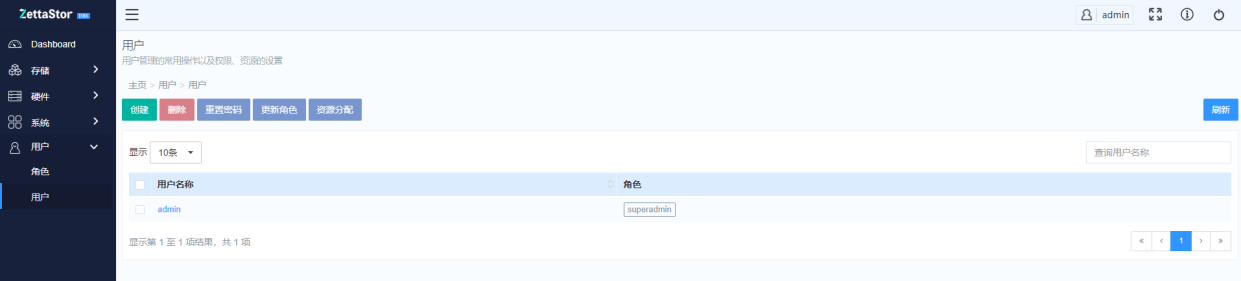 ZettaStor DBS
admin
Dashboard
存储
硬件
系统
用户
角色
用户
用户
用户管理的常用操作以及权限、资源的设置
主页 > 用户 > 用户
创建 删除 重置密码 更新角色 资源分配 刷新
显示 10条 查询用户名称
用户名称 角色
admin superadmin
显示第 1 至 1 项结果，共 1 项 « ‹ 1 › »